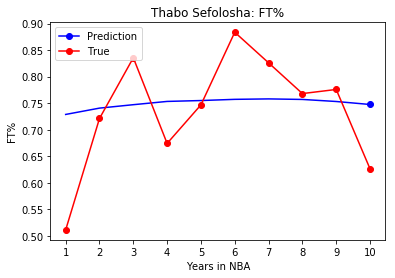 Thabo Sefolosha: FT%
Prediction
True
FT%
0.90
0.85
0.80
0.75
0.70
0.65
0.60
0.55
0.50
1 2 3 4 5 6 7 8 9 10
Years in NBA